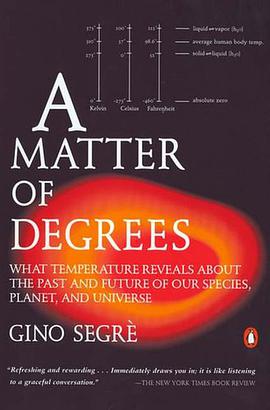 373° 100° 212° liquid—vapor (h₂o)
310° 37° 98.6° average human body temp.
273° 0° 32° solid—liquid (h₂o)
0° -273° -460° absolute zero
Kelvin Celsius Fahrenheit
A
MATTER
OF
DEGREES
WHAT TEMPERATURE REVEALS ABOUT
THE PAST AND FUTURE OF OUR SPECIES,
PLANET, AND UNIVERSE
GINO SEGRÈ
"Refreshing and rewarding . . . Immediately draws you in; it is like listening
to a graceful conversation." —THE NEW YORK TIMES BOOK REVIEW